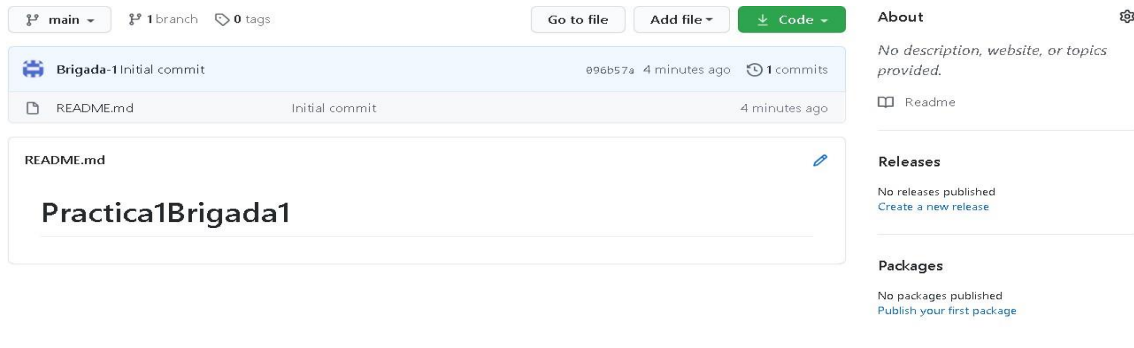 main 1 branch 0 tags Go to file Add file Code
Brigada-1 Initial commit 096b57a 4 minutes ago 1 commits
README.md Initial commit 4 minutes ago
README.md
Practica1Brigada1
About
No description, website, or topics
provided.
Readme
Releases
No releases published
Create a new release
Packages
No packages published
Publish your first package